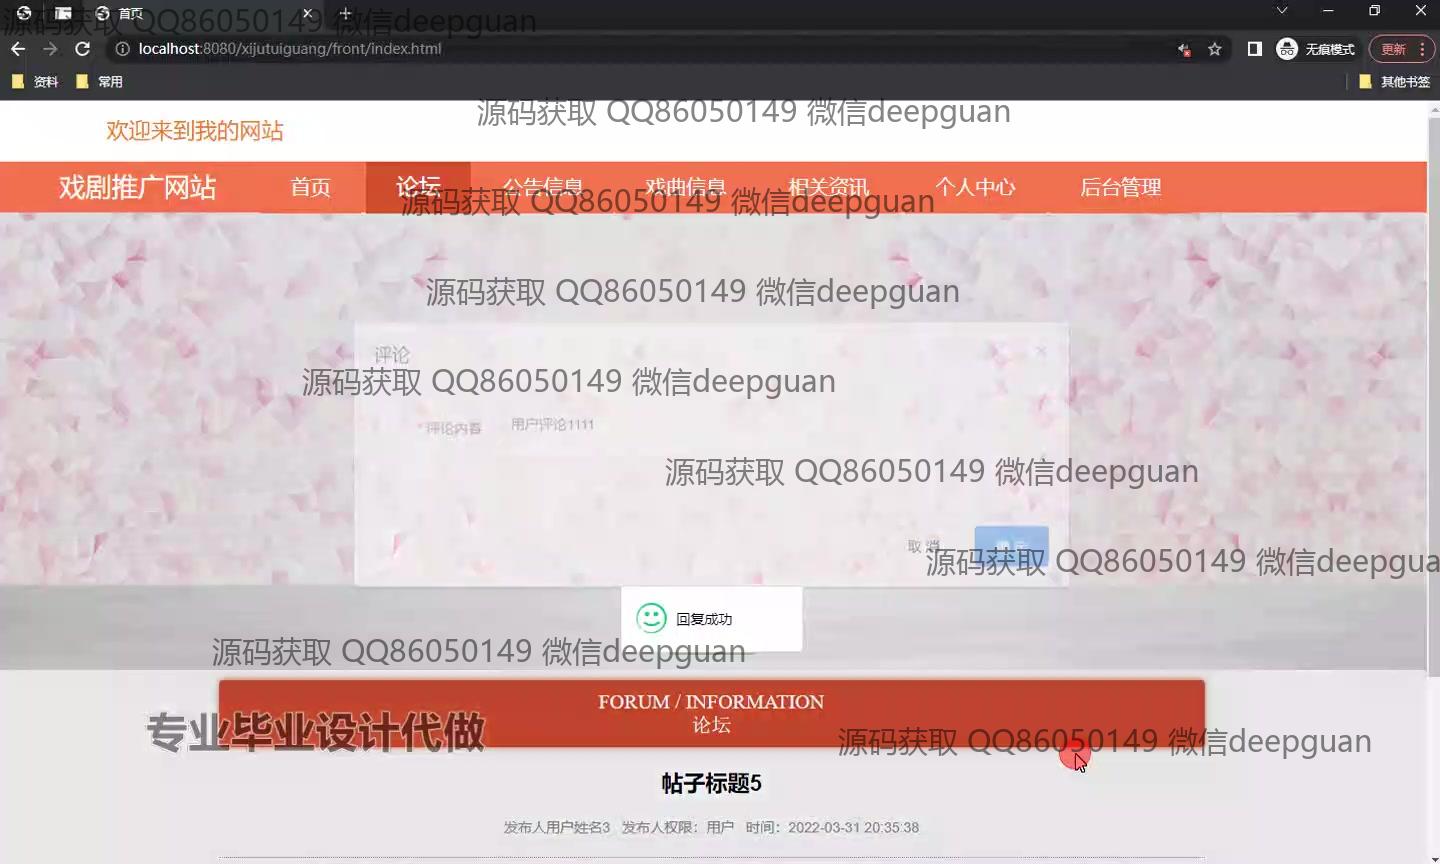 首页
源码获取 QQ86050149 微信deepguan
localhost:8080/xijutuiguang/front/index.html
无痕模式
更新
资料
常用
其他书签
源码获取 QQ86050149 微信deepguan
欢迎来到我的网站
戏剧推广网站
首页
论坛
公告信息
戏曲信息
相关资讯
个人中心
后台管理
源码获取 QQ86050149 微信deepguan
源码获取 QQ86050149 微信deepguan
评论
源码获取 QQ86050149 微信deepguan
*评论内容
用户评论1111
源码获取 QQ86050149 微信deepguan
取 消
源码获取 QQ86050149 微信deepgua
回复成功
源码获取 QQ86050149 微信deepguan
FORUM / INFORMATION
论坛
专业毕业设计代做
源码获取 QQ86050149 微信deepguan
帖子标题5
发布人用户姓名3 发布人权限：用户 时间：2022-03-31 20:35:38